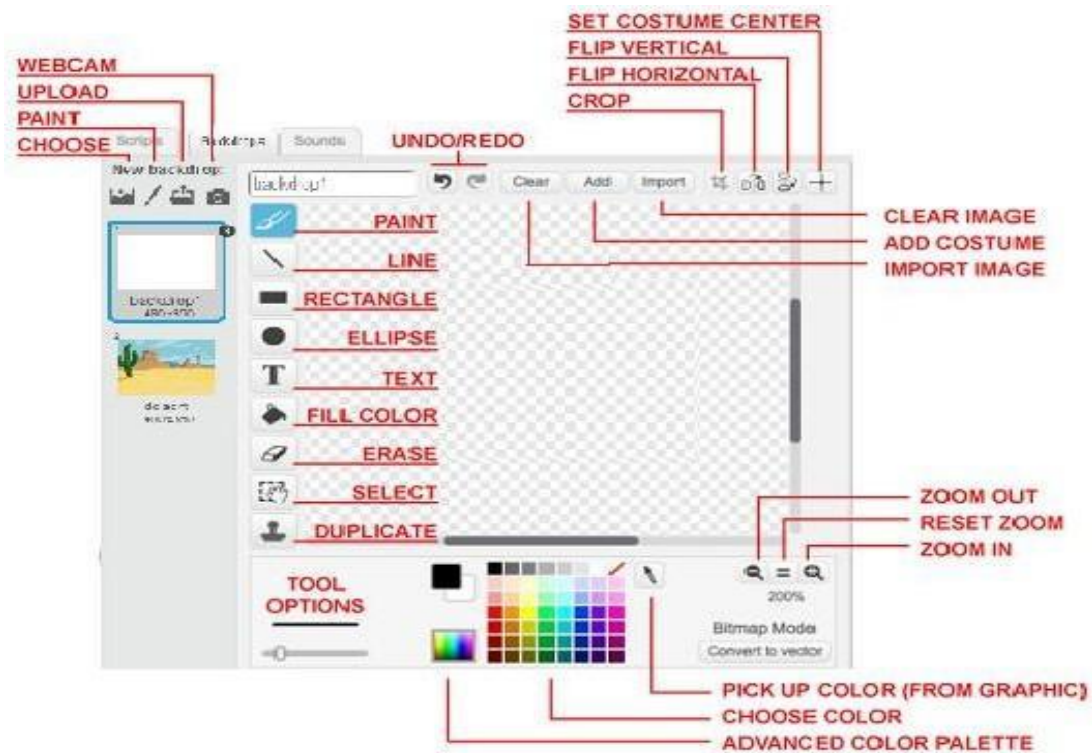 SET COSTUME CENTER
FLIP VERTICAL
FLIP HORIZONTAL
CROP
WEBCAM
UPLOAD
PAINT
CHOOSE
Scripts Backdrops Sounds
UNDO/REDO
New backdrop:
backdrop1
Clear Add Import
PAINT
LINE
RECTANGLE
ELLIPSE
TEXT
T
FILL COLOR
ERASE
SELECT
DUPLICATE
backdrop1
2
CLEAR IMAGE
ADD COSTUME
IMPORT IMAGE
ZOOM OUT
RESET ZOOM
ZOOM IN
TOOL
OPTIONS
200%
Bitmap Mode
Convert to vector
PICK UP COLOR (FROM GRAPHIC)
CHOOSE COLOR
ADVANCED COLOR PALETTE